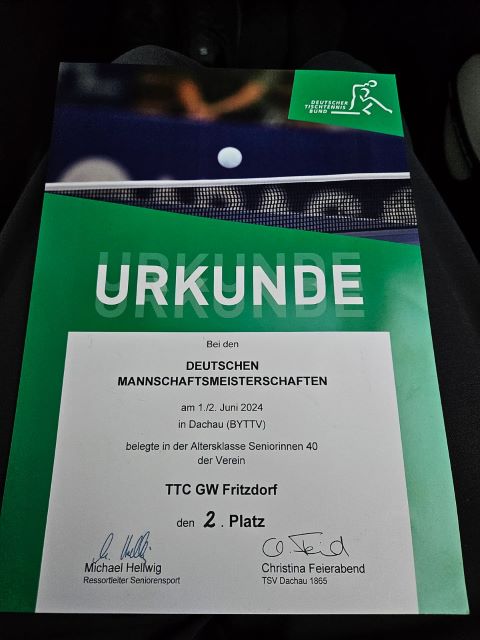 DEUTSCHER
TISCHTENNIS
BUND
URKUNDE
Bei den
DEUTSCHEN
MANNSCHAFTSMEISTERSCHAFTEN
am 1./2. Juni 2024
in Dachau (BYTTV)
belegte in der Altersklasse Seniorinnen 40
der Verein
TTC GW Fritzdorf
den 2. Platz
Michael Hellwig
Ressortleiter Seniorensport
Christina Feierabend
TSV Dachau 1865